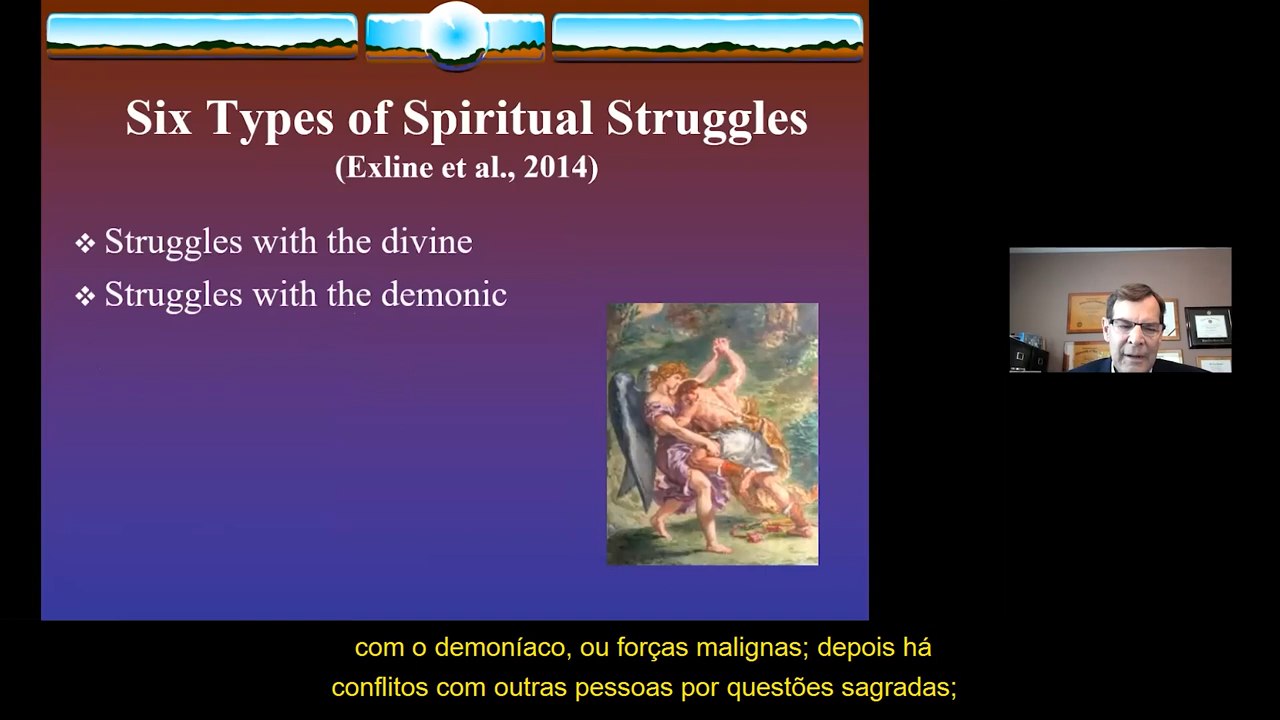 Six Types of Spiritual Struggles
(Exline et al., 2014)
❖ Struggles with the divine
❖ Struggles with the demonic
com o demoníaco, ou forças malignas; depois há
conflitos com outras pessoas por questões sagradas;